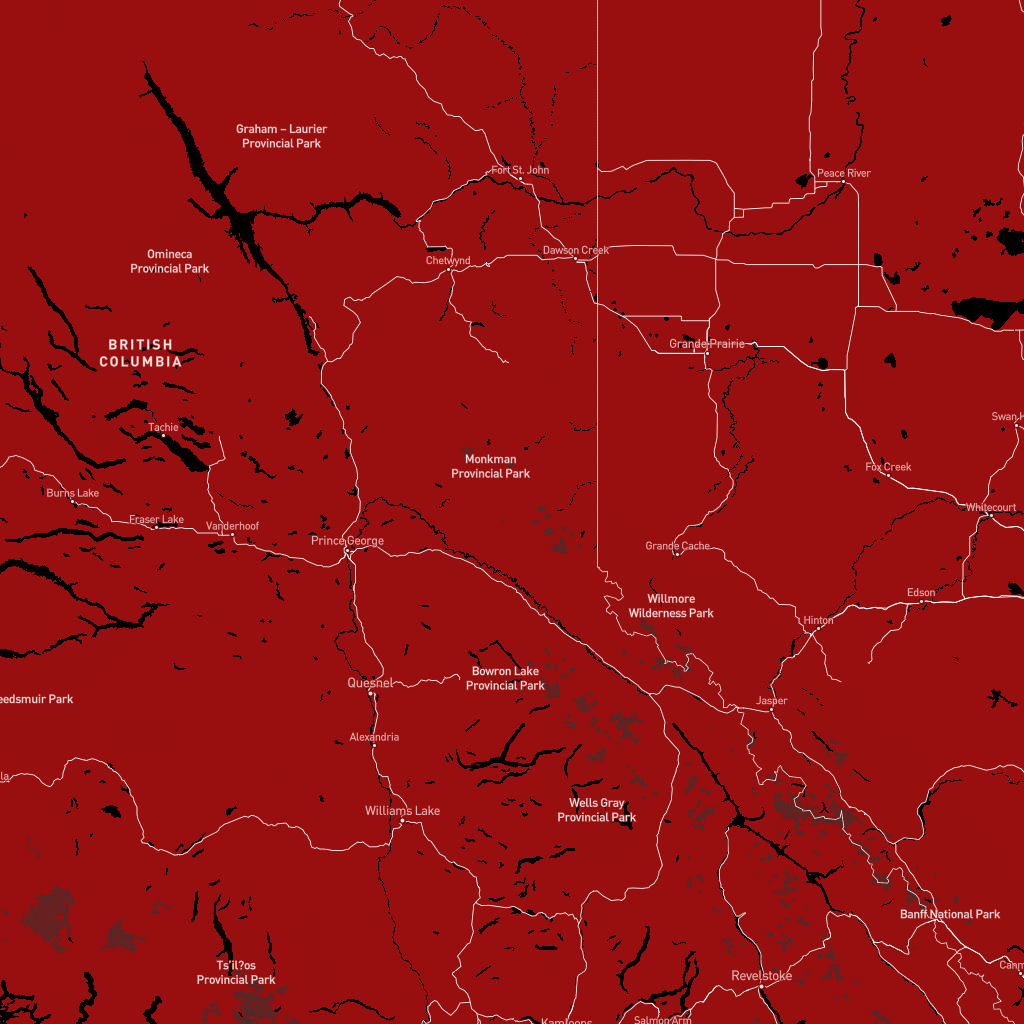 Graham – Laurier
Provincial Park
Fort St. John
Peace River
Omineca
Provincial Park
Chetwynd
Dawson Creek
BRITISH
COLUMBIA
Grande Prairie
Tachie
Swan H
Monkman
Provincial Park
Fox Creek
Burns Lake
Fraser Lake
Vanderhoof
Whitecourt
Prince George
Grande Cache
Willmore
Wilderness Park
Edson
Hinton
Bowron Lake
Provincial Park
Quesnel
eedsmuir Park
Jasper
Alexandria
la
Wells Gray
Provincial Park
Williams Lake
Banff National Park
Ts'il?os
Provincial Park
Revelstoke
Canm
Kamloops
Salmon Arm